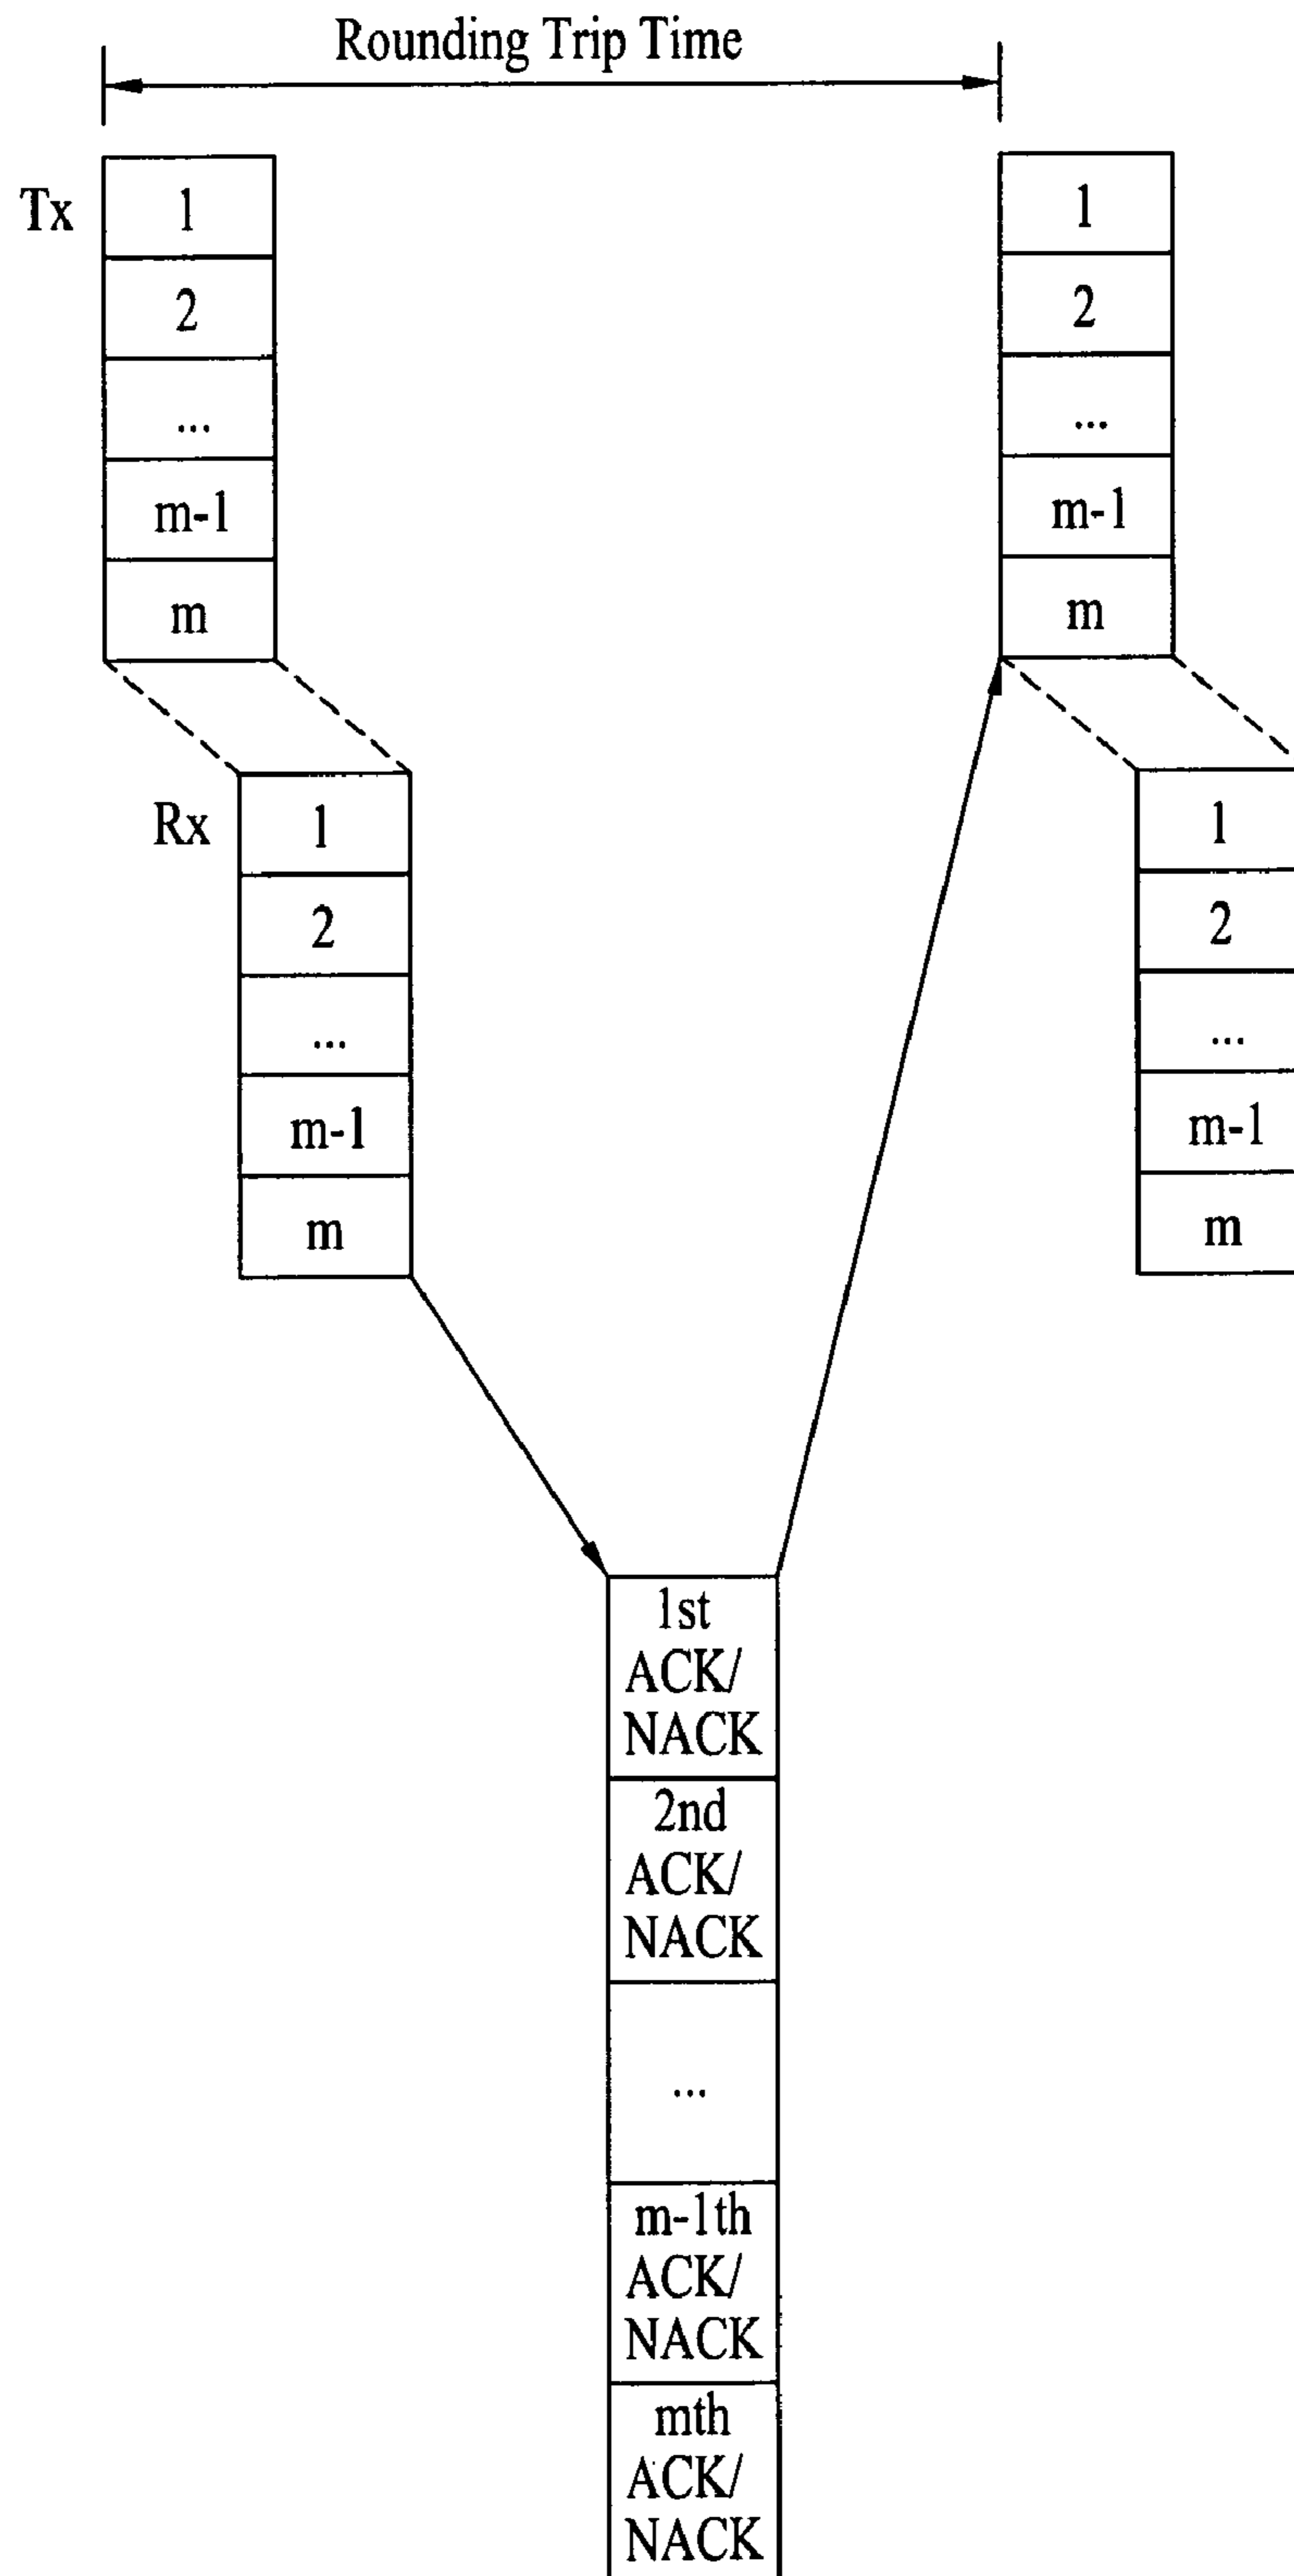 Rounding Trip Time
Tx
1
2
...
m-1
m
1
2
...
m-1
m
Rx
1
2
...
m-1
m
1
2
...
m-1
m
1st
ACK/
NACK
2nd
ACK/
NACK
...
m-1th
ACK/
NACK
mth
ACK/
NACK